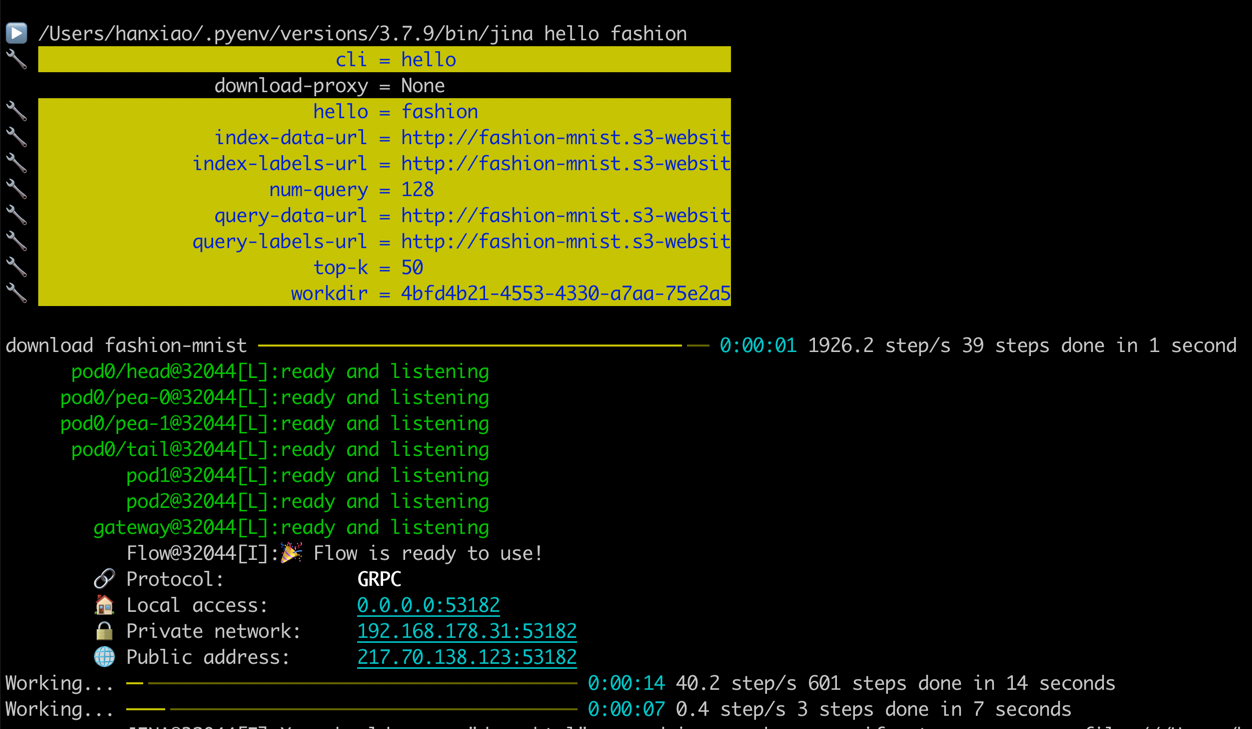 /Users/hanxiao/.pyenv/versions/3.7.9/bin/jina hello fashion
cli = hello
download-proxy = None
hello = fashion
index-data-url = http://fashion-mnist.s3-websit
index-labels-url = http://fashion-mnist.s3-websit
num-query = 128
query-data-url = http://fashion-mnist.s3-websit
query-labels-url = http://fashion-mnist.s3-websit
top-k = 50
workdir = 4bfd4b21-4553-4330-a7aa-75e2a5
download fashion-mnist 0:00:01 1926.2 step/s 39 steps done in 1 second
pod0/head@32044[L]:ready and listening
pod0/pea-0@32044[L]:ready and listening
pod0/pea-1@32044[L]:ready and listening
pod0/tail@32044[L]:ready and listening
pod1@32044[L]:ready and listening
pod2@32044[L]:ready and listening
gateway@32044[L]:ready and listening
Flow@32044[I]:🎉 Flow is ready to use!
🔗 Protocol: GRPC
🏠 Local access: 0.0.0.0:53182
🔒 Private network: 192.168.178.31:53182
🌐 Public address: 217.70.138.123:53182
Working... 0:00:14 40.2 step/s 601 steps done in 14 seconds
Working... 0:00:07 0.4 step/s 3 steps done in 7 seconds